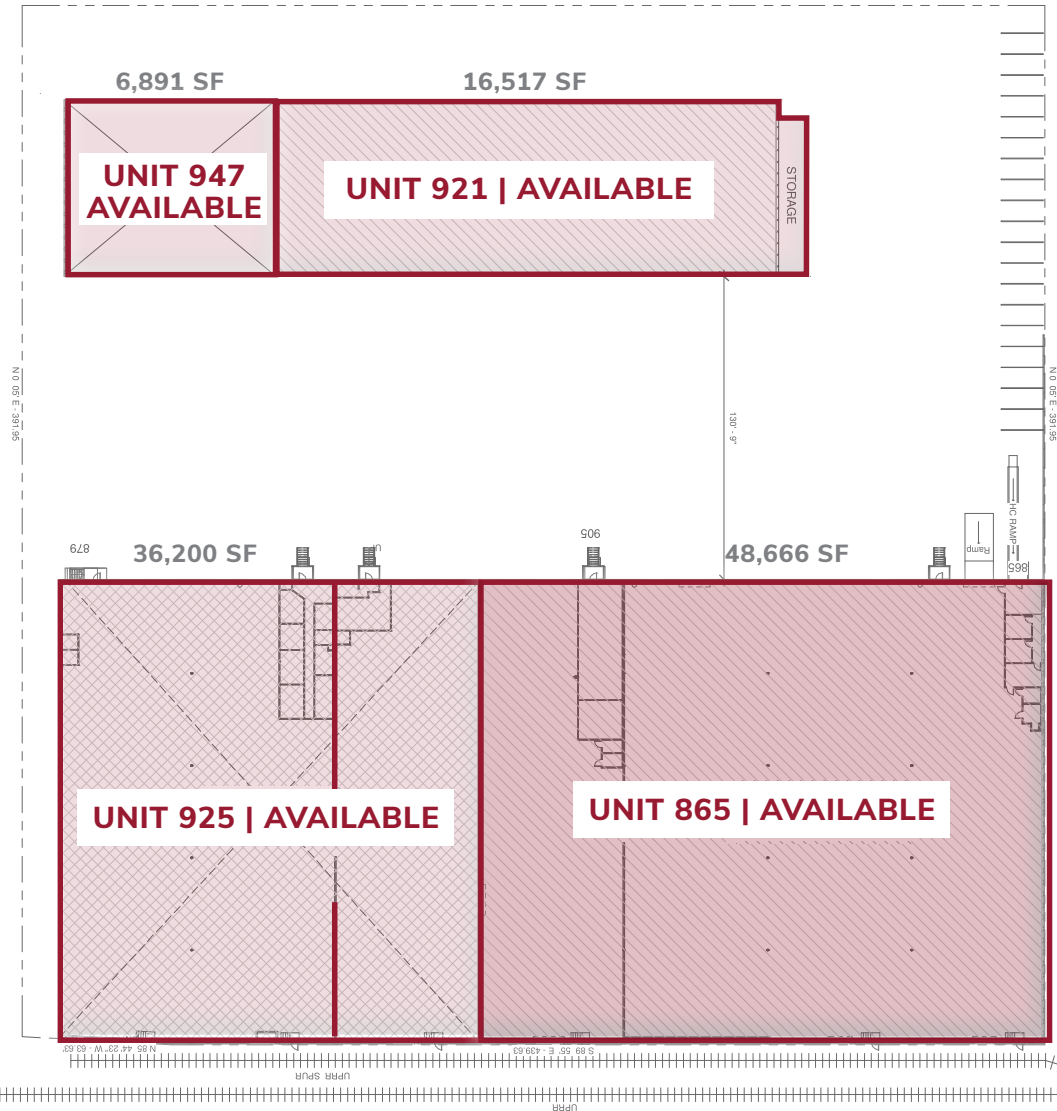 6,891 SF
16,517 SF
UNIT 947
AVAILABLE
UNIT 921 | AVAILABLE
STORAGE
N 0 05' E - 391.95
N 0 05' E - 391.95
130' - 9"
HC RAMP
Ramp
865
905
879
36,200 SF
48,666 SF
UNIT 925 | AVAILABLE
UNIT 865 | AVAILABLE
N 85 44' 23" W - 63.63'
S 89 55' E - 439.63
UPRR SPUR
UPRR